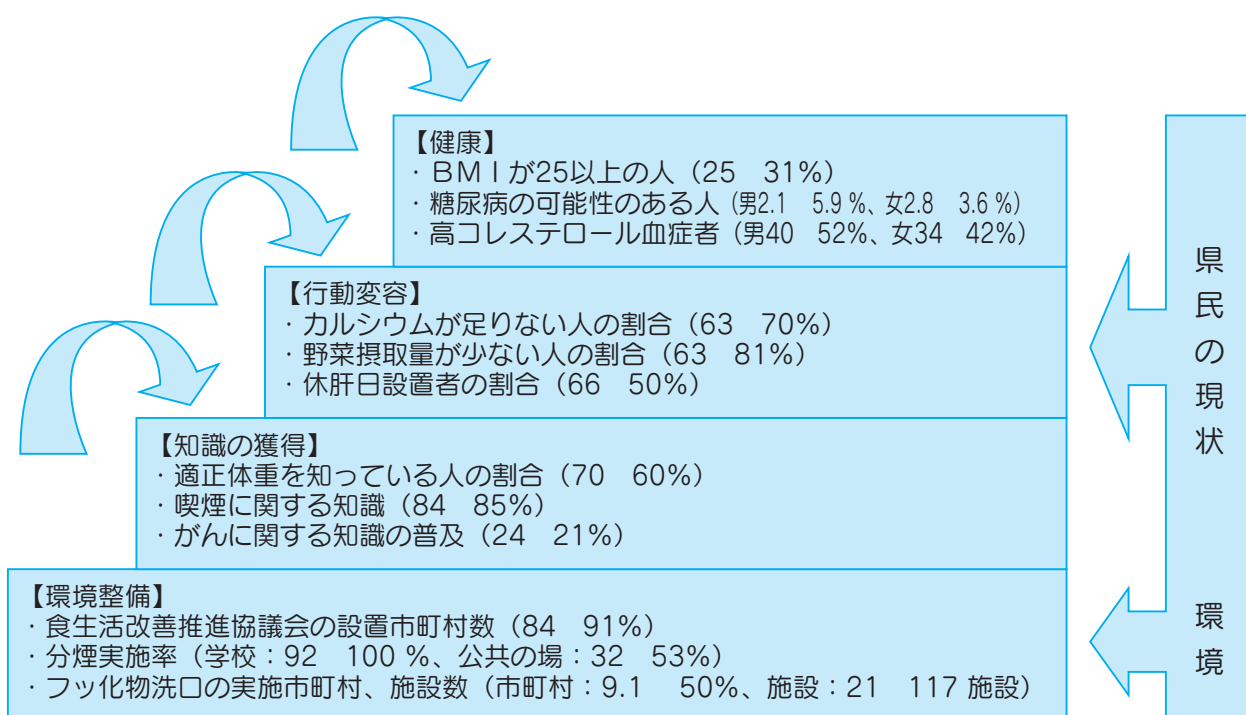 【健康】
・ＢＭＩが25以上の人（25　31%）
・糖尿病の可能性のある人（男2.1　5.9 %、女2.8　3.6 %）
・高コレステロール血症者（男40　52%、女34　42%）
【行動変容】
・カルシウムが足りない人の割合（63　70%）
・野菜摂取量が少ない人の割合（63　81%）
・休肝日設置者の割合（66　50%）
【知識の獲得】
・適正体重を知っている人の割合（70　60%）
・喫煙に関する知識（84　85%）
・がんに関する知識の普及（24　21%）
【環境整備】
・食生活改善推進協議会の設置市町村数（84　91%）
・分煙実施率（学校：92　100 %、公共の場：32　53%）
・フッ化物洗口の実施市町村、施設数（市町村：9.1　50%、施設：21　117 施設）
県民の現状
環境